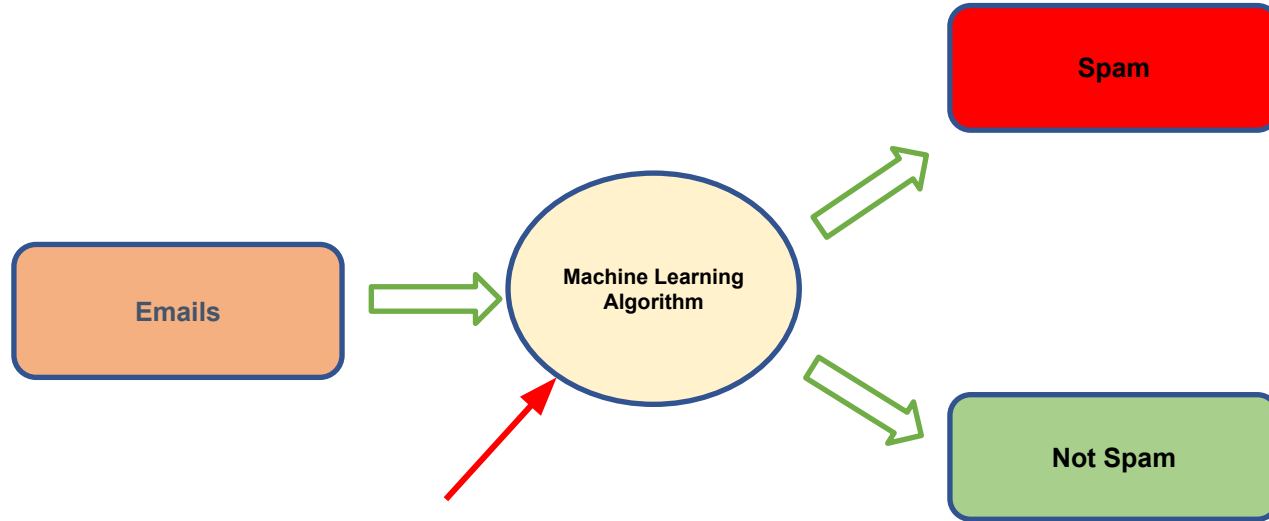 Spam
Emails
Machine Learning
Algorithm
Not Spam